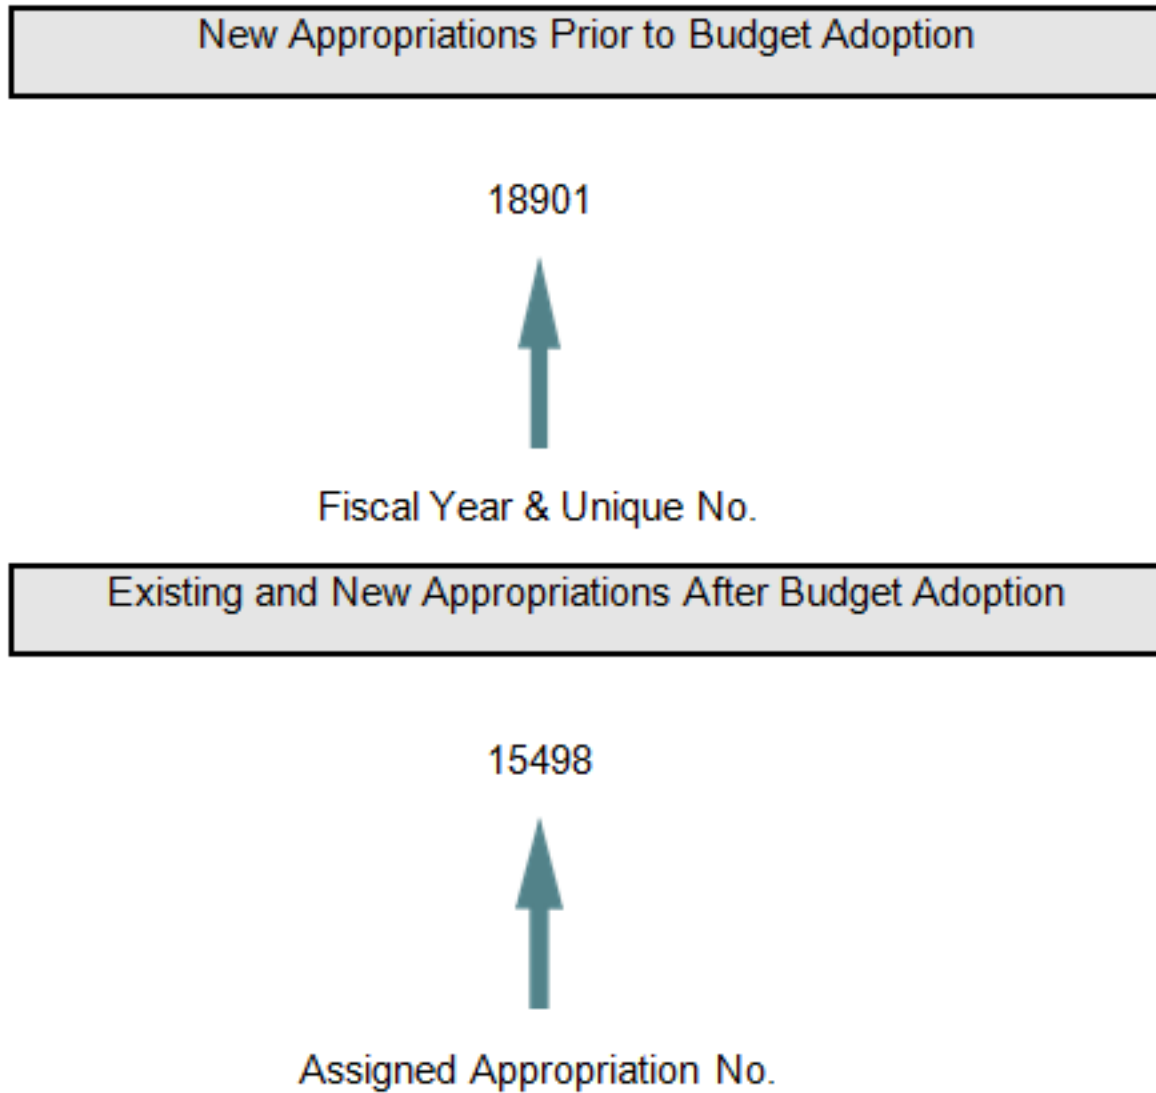 New Appropriations Prior to Budget Adoption
18901
Fiscal Year & Unique No.
Existing and New Appropriations After Budget Adoption
15498
Assigned Appropriation No.